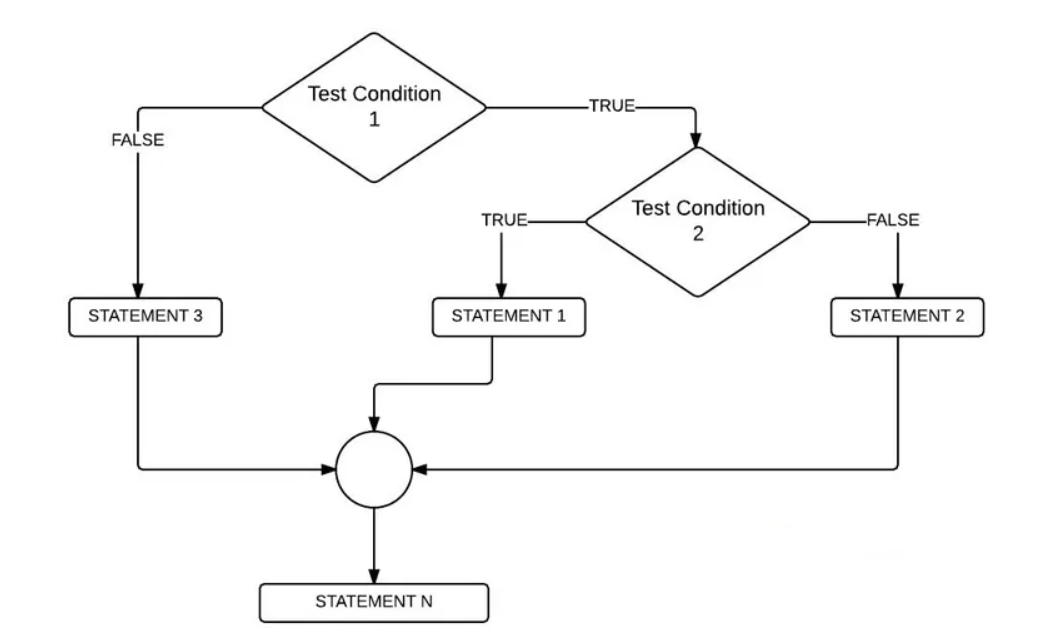 Test Condition
1
TRUE
FALSE
Test Condition
2
TRUE
FALSE
STATEMENT 3
STATEMENT 1
STATEMENT 2
STATEMENT N